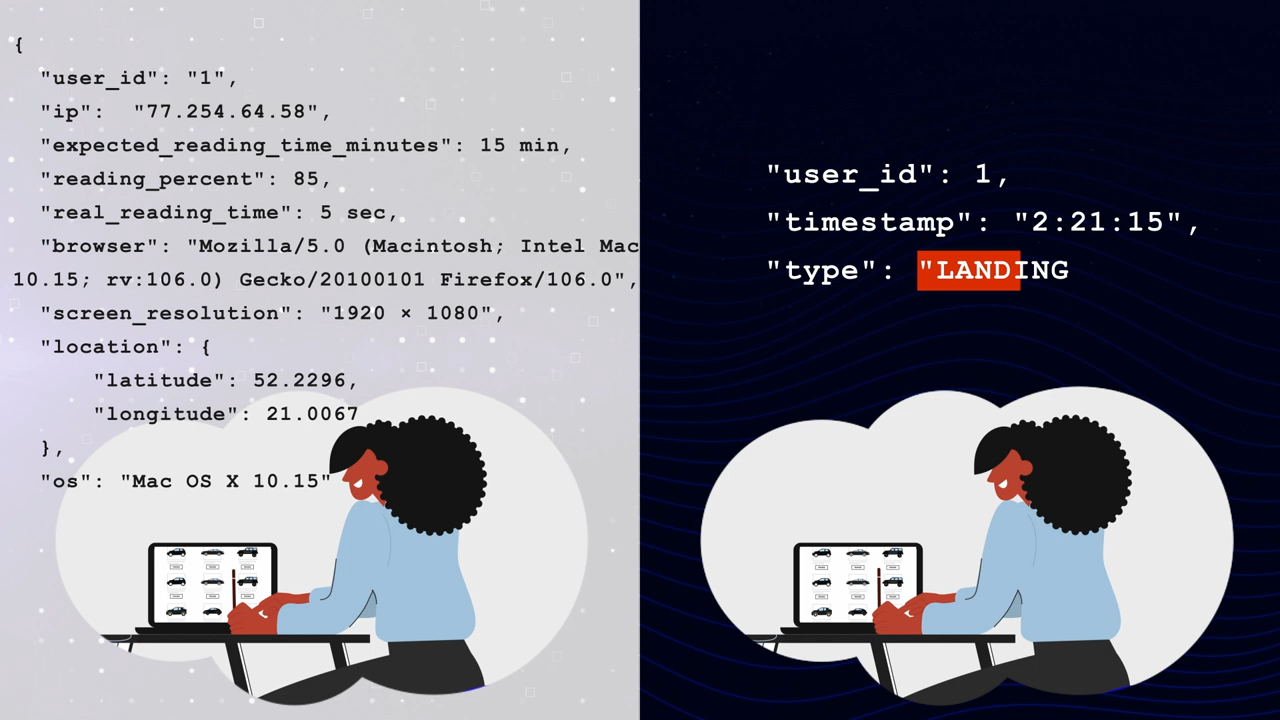 {
"user_id": "1",
"ip":  "77.254.64.58",
"expected_reading_time_minutes": 15 min,
"reading_percent": 85,
"real_reading_time": 5 sec,
"browser": "Mozilla/5.0 (Macintosh; Intel Mac
10.15; rv:106.0) Gecko/20100101 Firefox/106.0",
"screen_resolution": "1920 × 1080",
"location": {
"latitude": 52.2296,
"longitude": 21.0067
},
"os": "Mac OS X 10.15"
"user_id": 1,
"timestamp": "2:21:15",
"type": "LANDING